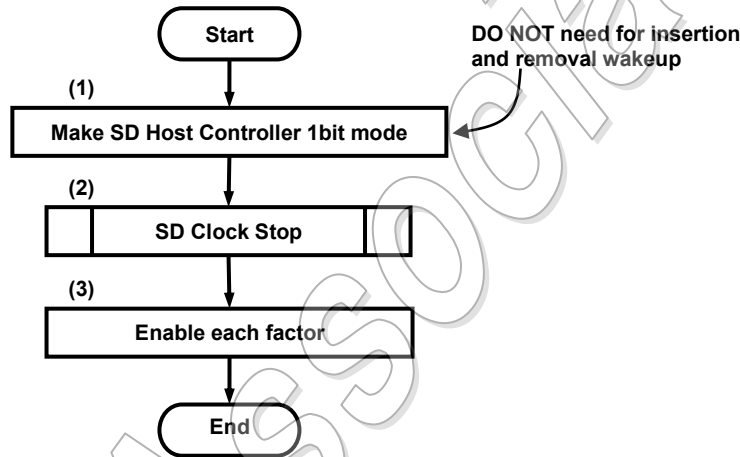 Start
DO NOT need for insertion
and removal wakeup
(1)
Make SD Host Controller 1bit mode
(2)
SD Clock Stop
(3)
Enable each factor
End